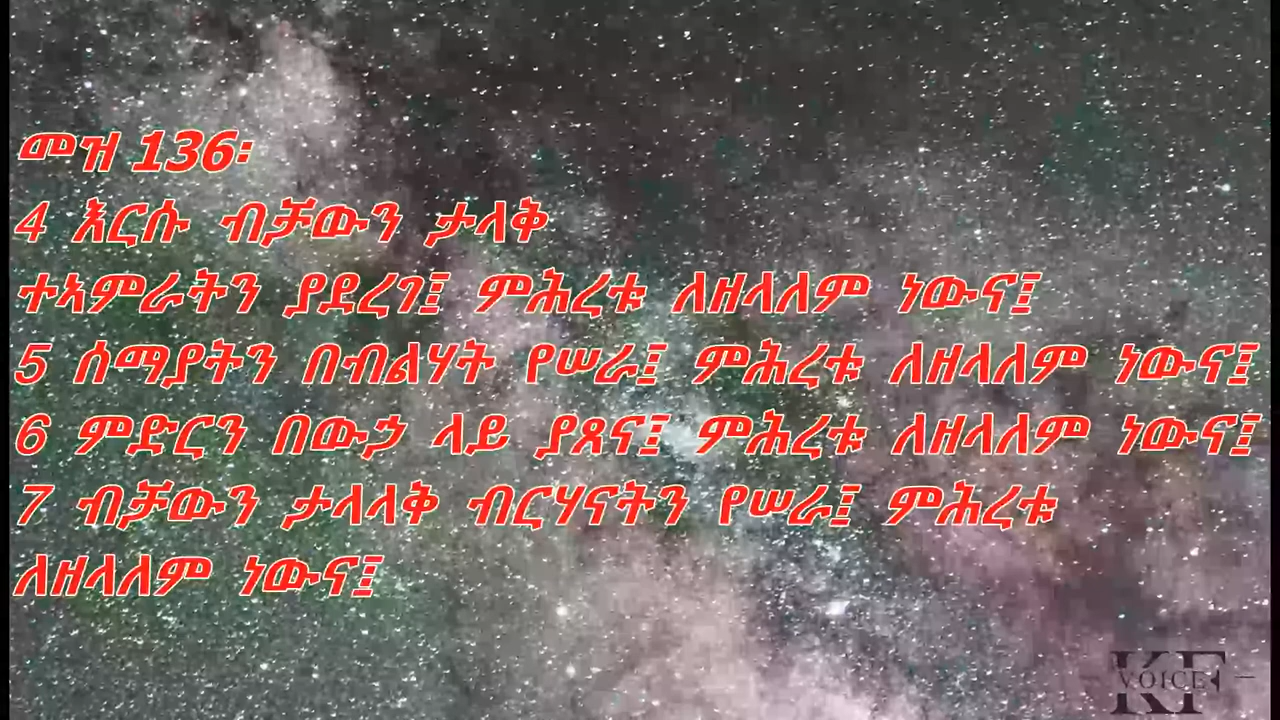 መዝ 136፡
4 እርሱ ብቻውን ታላቅ
ተኣምራትን ያደረገ፤ ምሕረቱ ለዘላለም ነውና፤
5 ሰማያትን በብልሃት የሠራ፤ ምሕረቱ ለዘላለም ነውና፤
6 ምድርን በውኃ ላይ ያጸና፤ ምሕረቱ ለዘላለም ነውና፤
7 ብቻውን ታላላቅ ብርሃናትን የሠራ፤ ምሕረቱ
ለዘላለም ነውና፤
KF
VOICE